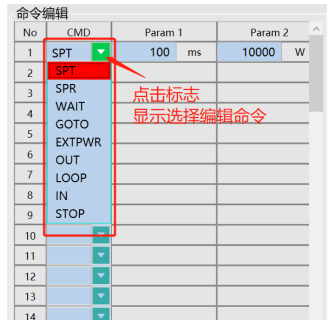 命令编辑
No CMD Param 1 Param 2
1 SPT 100 ms 10000 W
2 SPT
3 SPR
4 WAIT
5 GOTO
6 EXTPWR
7 OUT
8 LOOP
9 IN
STOP
10
11
12
13
14
点击标志
显示选择编辑命令